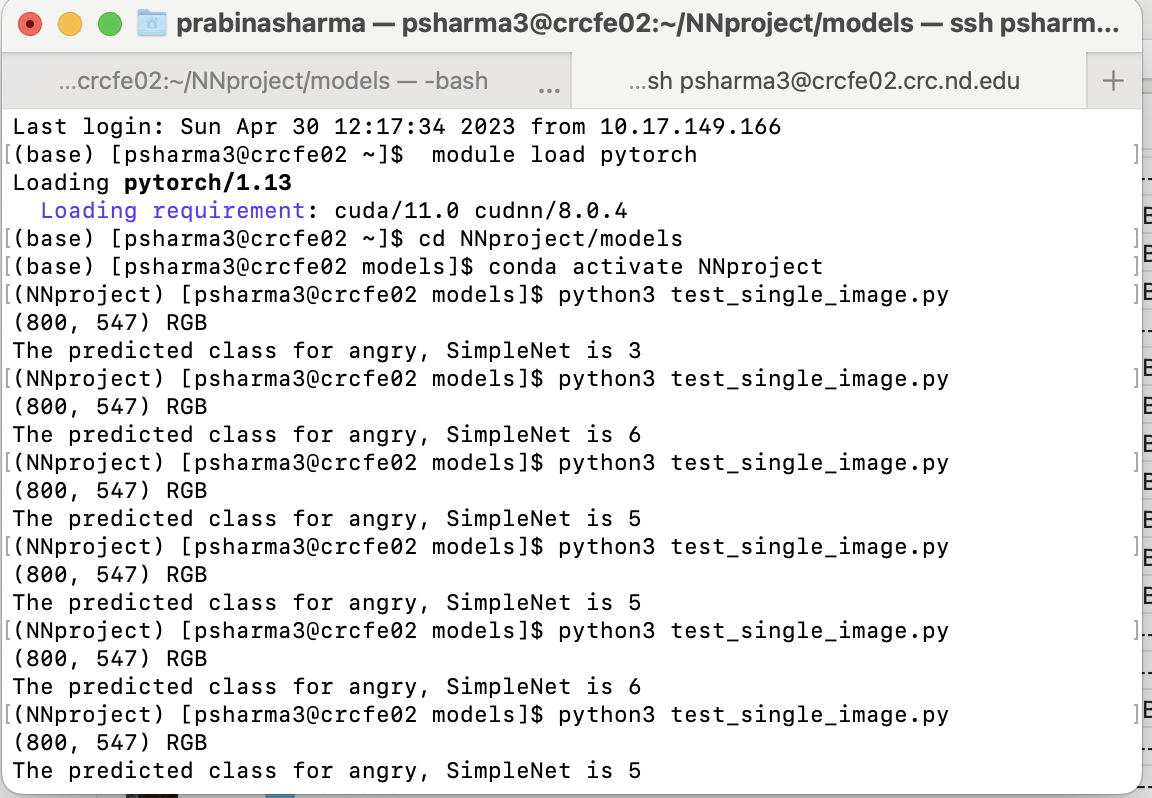 prabinasharma — psharma3@crcfe02:~/NNproject/models — ssh psharm...
...crcfe02:~/NNproject/models — -bash ...
...sh psharma3@crcfe02.crc.nd.edu +
Last login: Sun Apr 30 12:17:34 2023 from 10.17.149.166
[(base) [psharma3@crcfe02 ~]$  module load pytorch ]
Loading pytorch/1.13
  Loading requirement: cuda/11.0 cudnn/8.0.4
[(base) [psharma3@crcfe02 ~]$ cd NNproject/models ]
[(base) [psharma3@crcfe02 models]$ conda activate NNproject ]
[(NNproject) [psharma3@crcfe02 models]$ python3 test_single_image.py ]
(800, 547) RGB
The predicted class for angry, SimpleNet is 3
[(NNproject) [psharma3@crcfe02 models]$ python3 test_single_image.py ]
(800, 547) RGB
The predicted class for angry, SimpleNet is 6
[(NNproject) [psharma3@crcfe02 models]$ python3 test_single_image.py ]
(800, 547) RGB
The predicted class for angry, SimpleNet is 5
[(NNproject) [psharma3@crcfe02 models]$ python3 test_single_image.py ]
(800, 547) RGB
The predicted class for angry, SimpleNet is 5
[(NNproject) [psharma3@crcfe02 models]$ python3 test_single_image.py ]
(800, 547) RGB
The predicted class for angry, SimpleNet is 6
[(NNproject) [psharma3@crcfe02 models]$ python3 test_single_image.py ]
(800, 547) RGB
The predicted class for angry, SimpleNet is 5